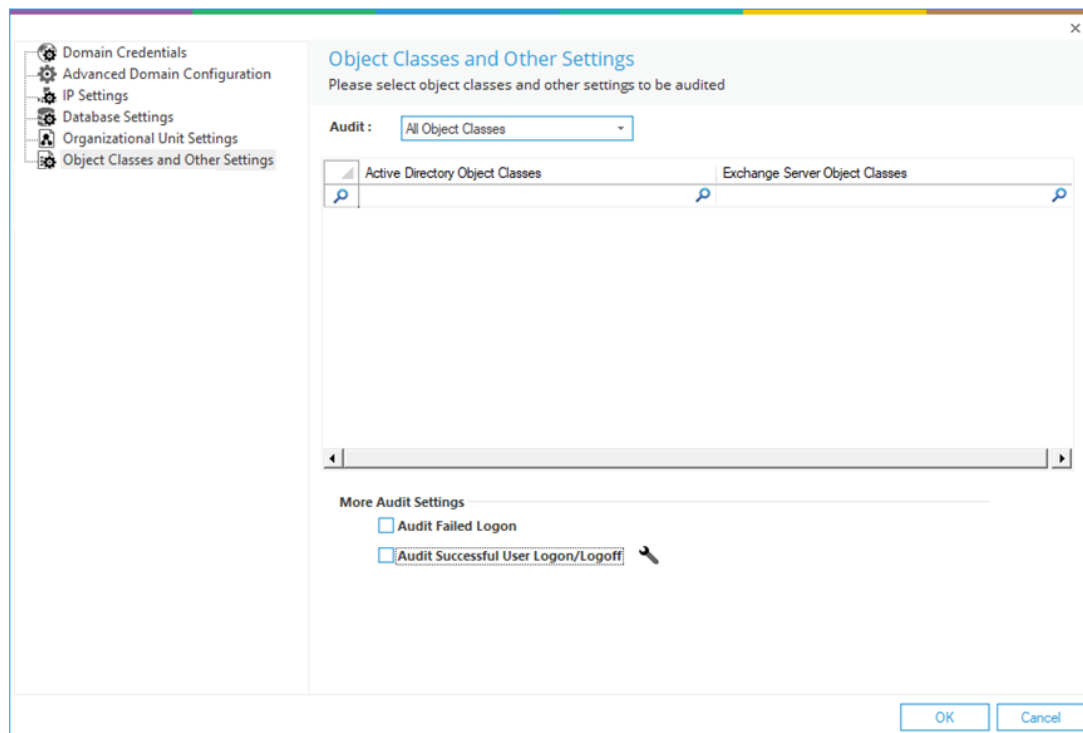 Domain Credentials
Advanced Domain Configuration
IP Settings
Database Settings
Organizational Unit Settings
Object Classes and Other Settings
Object Classes and Other Settings
Please select object classes and other settings to be audited
Audit : All Object Classes
Active Directory Object Classes Exchange Server Object Classes
More Audit Settings
Audit Failed Logon
Audit Successful User Logon/Logoff
OK Cancel